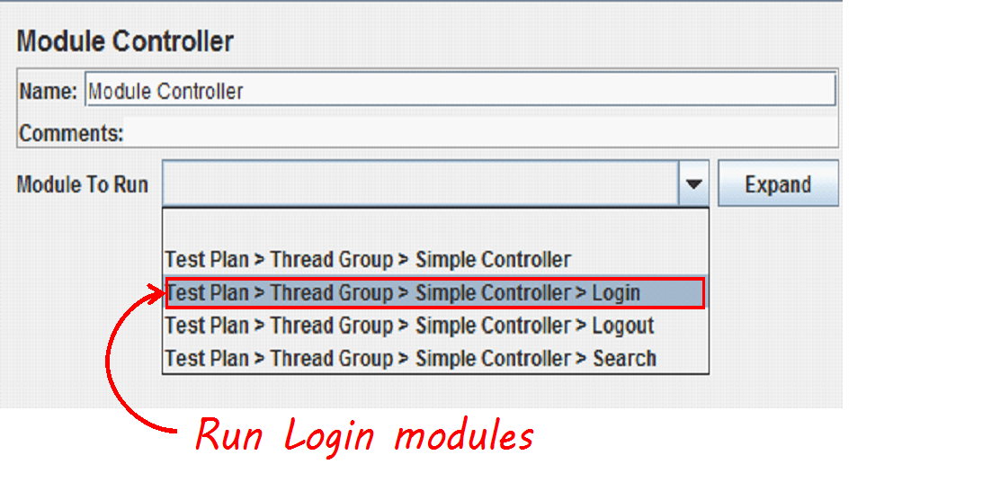 Module Controller
Name: Module Controller
Comments:
Module To Run Expand
Test Plan > Thread Group > Simple Controller
Test Plan > Thread Group > Simple Controller > Login
Test Plan > Thread Group > Simple Controller > Logout
Test Plan > Thread Group > Simple Controller > Search
Run Login modules